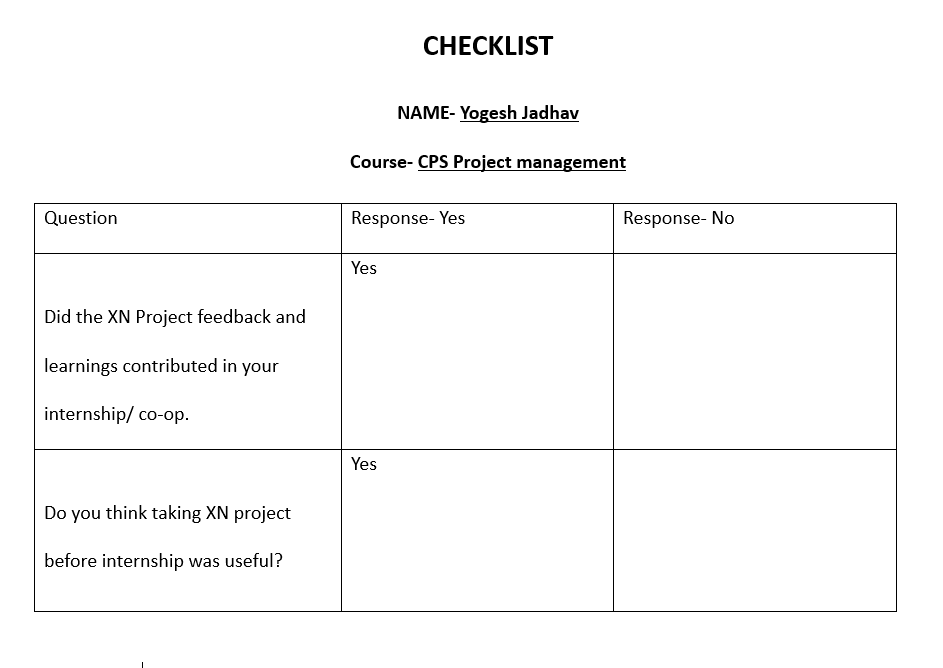 CHECKLIST
NAME- Yogesh Jadhav
Course- CPS Project management
Question
Response- Yes
Response- No
Did the XN Project feedback and
learnings contributed in your
internship/ co-op.
Yes
Do you think taking XN project
before internship was useful?
Yes